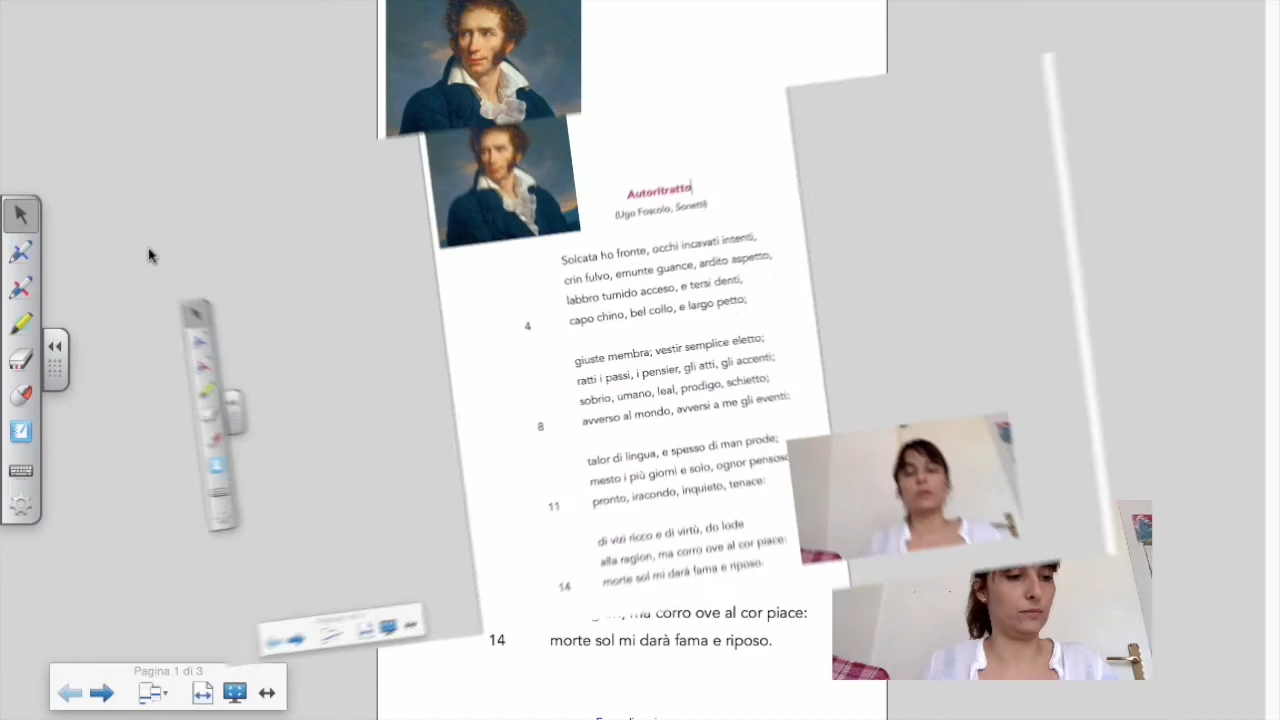 Autoritratto
(Ugo Foscolo, Sonetti)
Solcata ho fronte, occhi incavati intenti,
crin fulvo, emunte guance, ardito aspetto,
labbro tumido acceso, e tersi denti,
4 capo chino, bel collo, e largo petto;
giuste membra; vestir semplice eletto;
ratti i passi, i pensier, gli atti, gli accenti;
sobrio, umano, leal, prodigo, schietto;
8 avverso al mondo, avversi a me gli eventi:
talor di lingua, e spesso di man prode;
mesto i più giorni e solo, ognor pensoso
11 pronto, iracondo, inquieto, tenace:
di vizi ricco e di virtù, do lode
alla ragion, ma corro ove al cor piace:
14 morte sol mi darà fama e riposo.
ma corro ove al cor piace:
14 morte sol mi darà fama e riposo.
Pagina 1 di 3